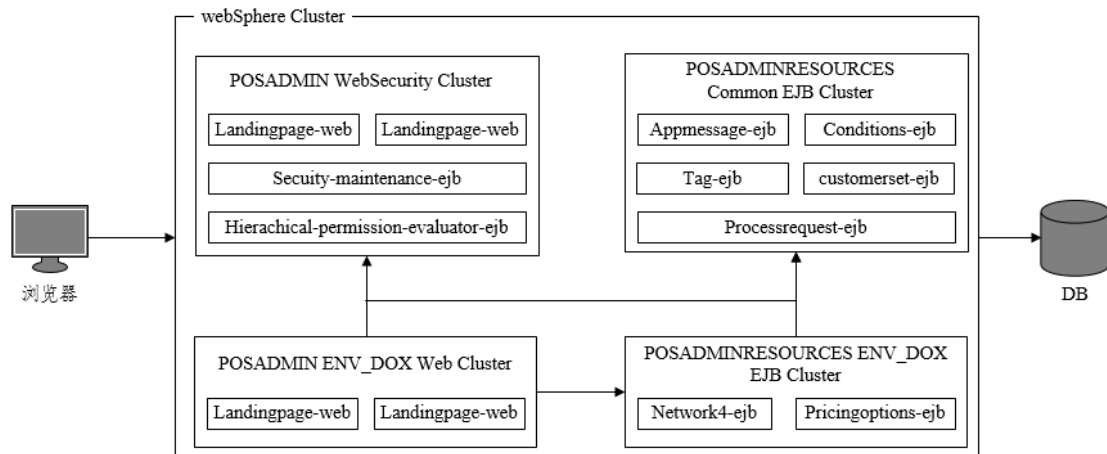 webSphere Cluster
POSADMIN WebSecurity Cluster
Landingpage-web
Landingpage-web
Secuity-maintenance-ejb
Hierachical-permission-evaluator-ejb
POSADMINRESOURCES
Common EJB Cluster
Appmessage-ejb
Conditions-ejb
Tag-ejb
customerset-ejb
Processrequest-ejb
浏览器
DB
POSADMIN ENV_DOX Web Cluster
Landingpage-web
Landingpage-web
POSADMINRESOURCES ENV_DOX
EJB Cluster
Network4-ejb
Pricingoptions-ejb